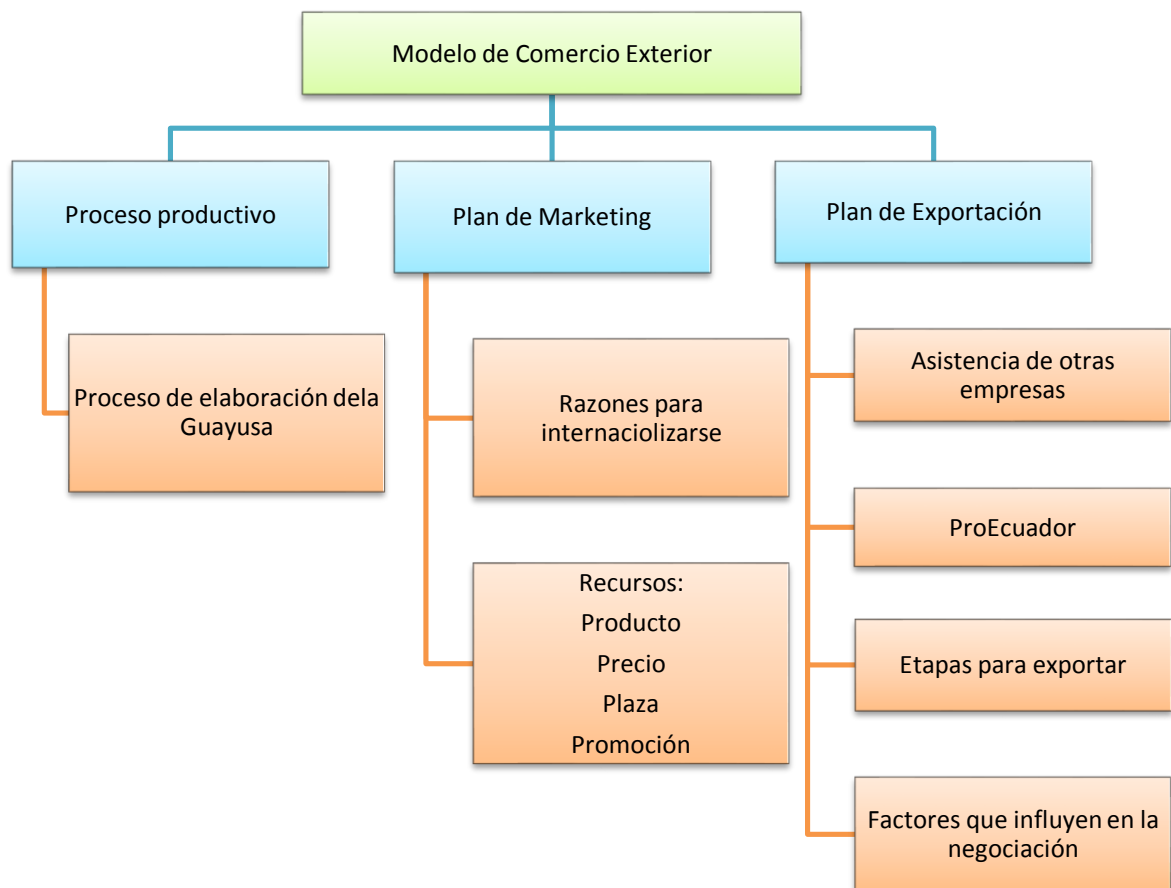 Modelo de Comercio Exterior
Proceso productivo
Proceso de elaboración dela
Guayusa
Plan de Marketing
Razones para
internaciolizarse
Recursos:
Producto
Precio
Plaza
Promoción
Plan de Exportación
Asistencia de otras
empresas
ProEcuador
Etapas para exportar
Factores que influyen en la
negociación